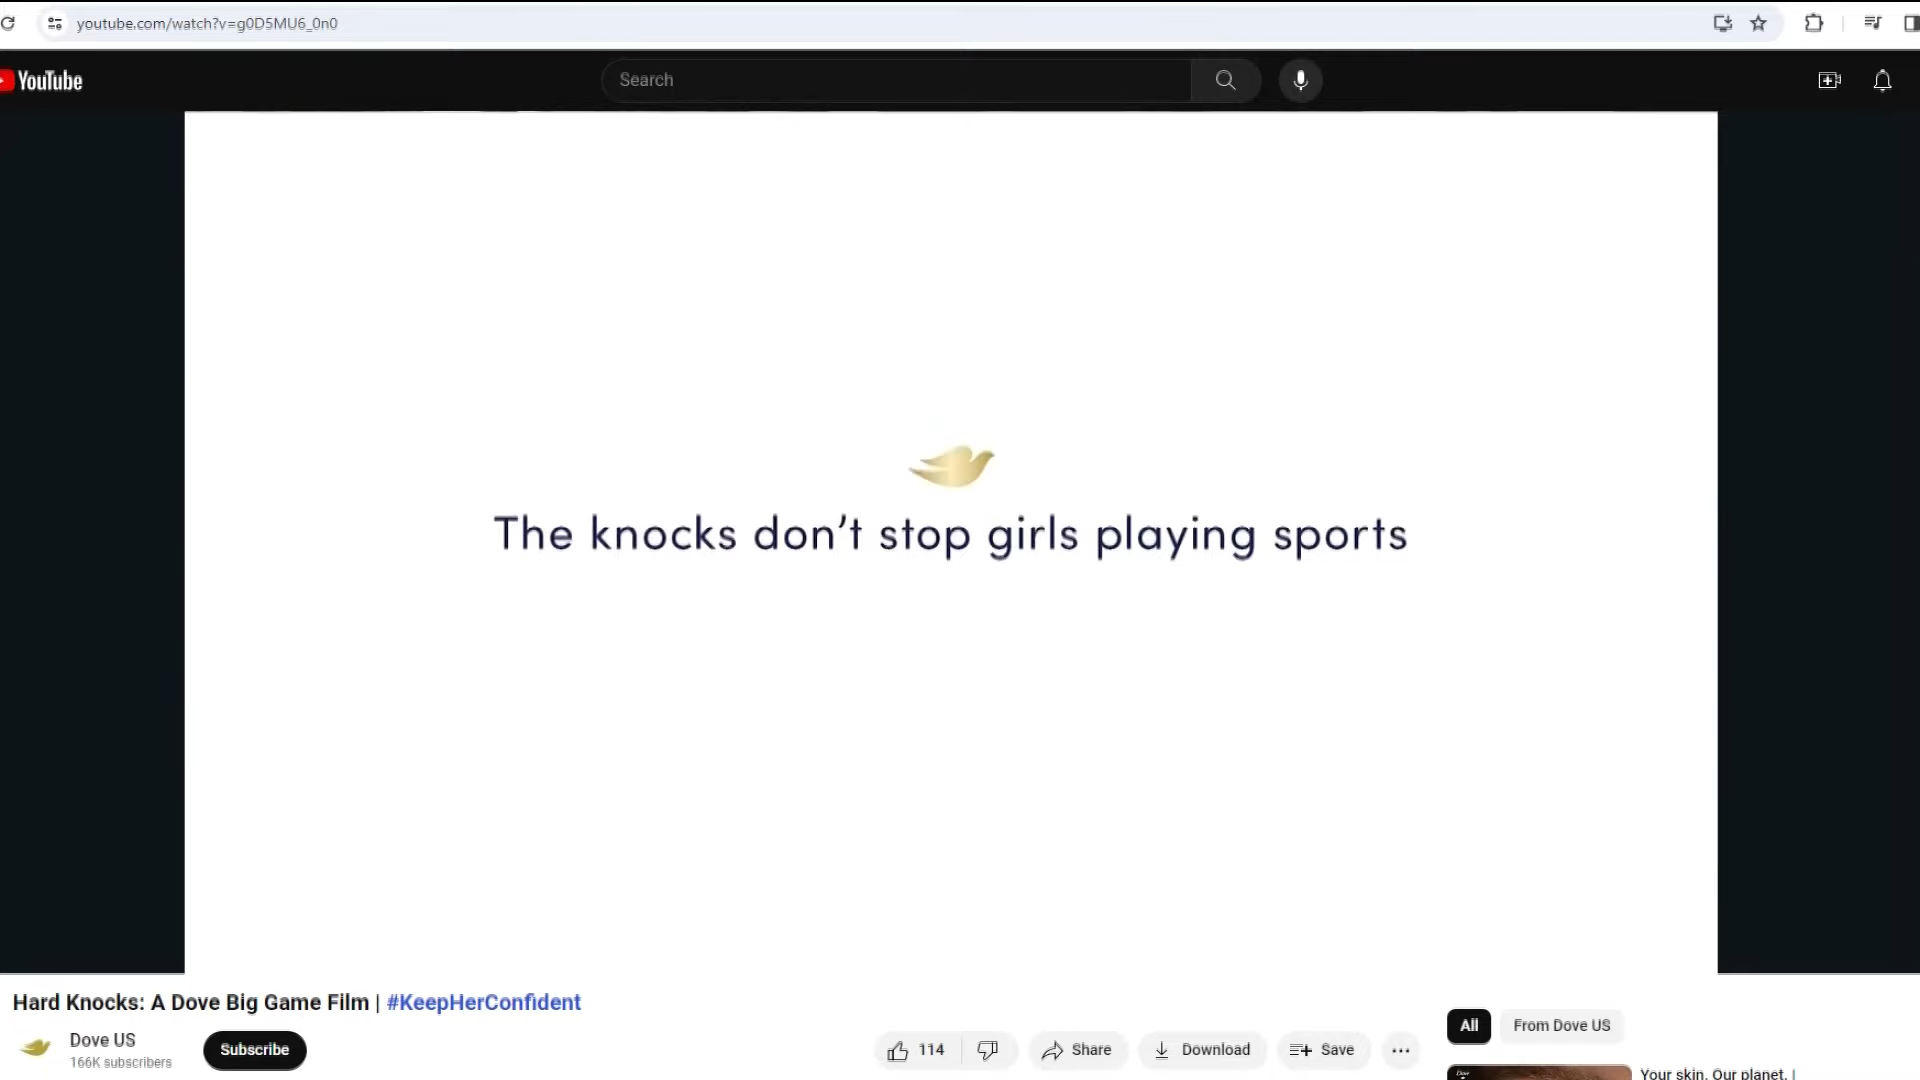 youtube.com/watch?v=g0D5MU6_0n0
YouTube
Search
The knocks don't stop girls playing sports
Hard Knocks: A Dove Big Game Film | #KeepHerConfident
Dove US
166K subscribers
Subscribe
114
Share
Download
Save
All
From Dove US
Dove
Your skin. Our planet. |